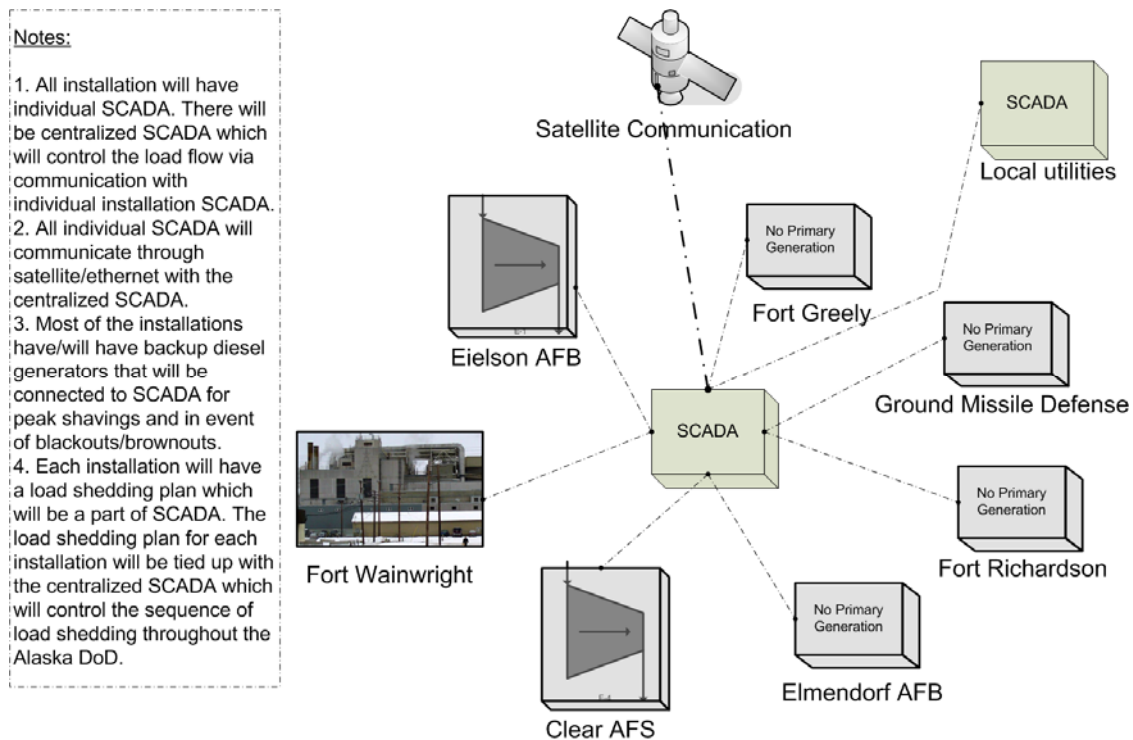 Notes:
1. All installation will have
individual SCADA. There will
be centralized SCADA which
will control the load flow via
communication with
individual installation SCADA.
2. All individual SCADA will
communicate through
satellite/ethernet with the
centralized SCADA.
3. Most of the installations
have/will have backup diesel
generators that will be
connected to SCADA for
peak shavings and in event
of blackouts/brownouts.
4. Each installation will have
a load shedding plan which
will be a part of SCADA. The
load shedding plan for each
installation will be tied up with
the centralized SCADA which
will control the sequence of
load shedding throughout the
Alaska DoD.
Satellite Communication
SCADA
Local utilities
No Primary
Generation
Fort Greely
E-1
Eielson AFB
No Primary
Generation
Ground Missile Defense
SCADA
Fort Wainwright
No Primary
Generation
Fort Richardson
Clear AFS
No Primary
Generation
Elmendorf AFB